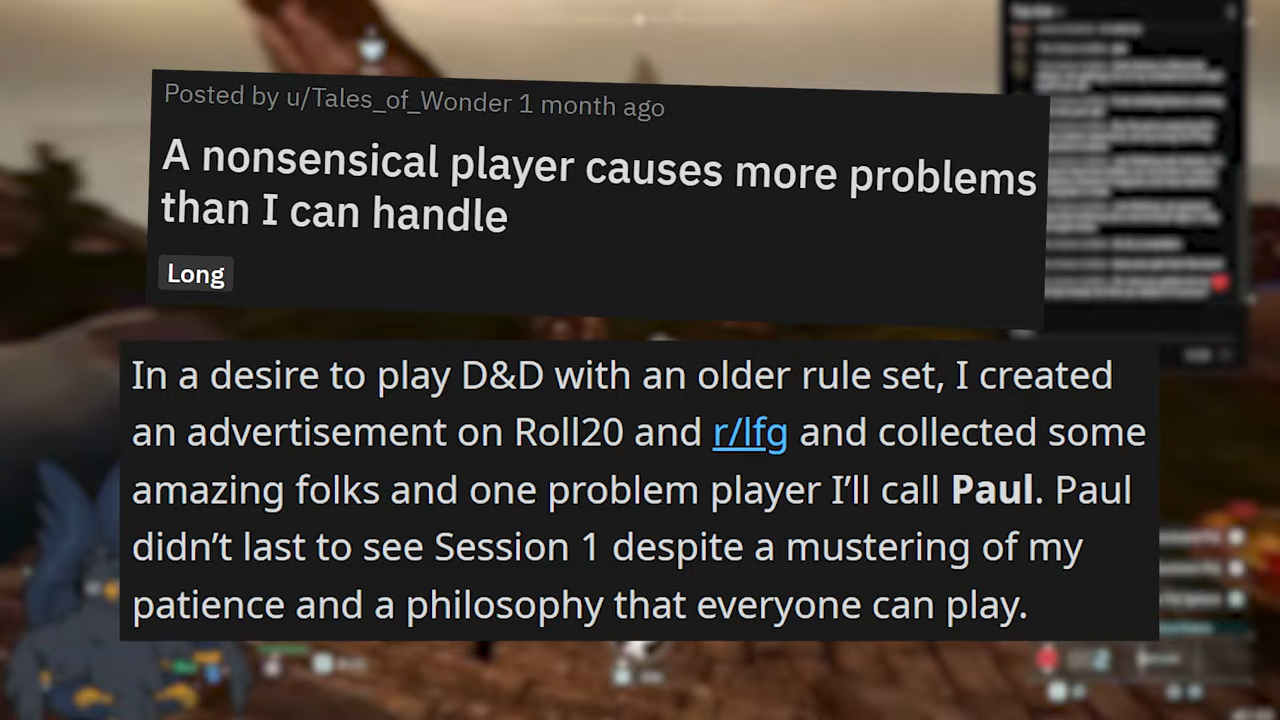 Posted by u/Tales_of_Wonder 1 month ago
A nonsensical player causes more problems
than I can handle
Long
In a desire to play D&D with an older rule set, I created
an advertisement on Roll20 and r/lfg and collected some
amazing folks and one problem player I’ll call Paul. Paul
didn’t last to see Session 1 despite a mustering of my
patience and a philosophy that everyone can play.